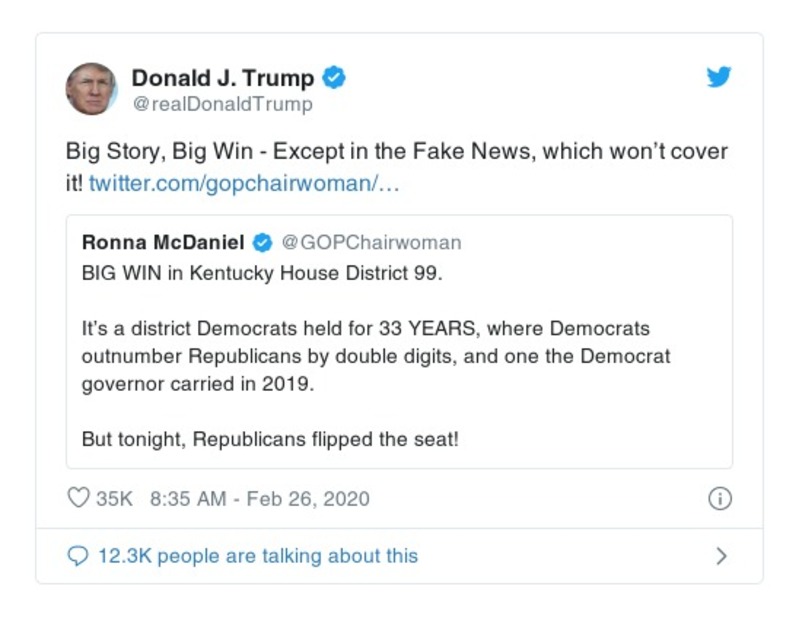 Donald J. Trump
@realDonaldTrump
Big Story, Big Win - Except in the Fake News, which won’t cover
it! twitter.com/gopchairwoman/…
Ronna McDaniel @GOPChairwoman
BIG WIN in Kentucky House District 99.
It’s a district Democrats held for 33 YEARS, where Democrats
outnumber Republicans by double digits, and one the Democrat
governor carried in 2019.
But tonight, Republicans flipped the seat!
35K 8:35 AM - Feb 26, 2020
12.3K people are talking about this